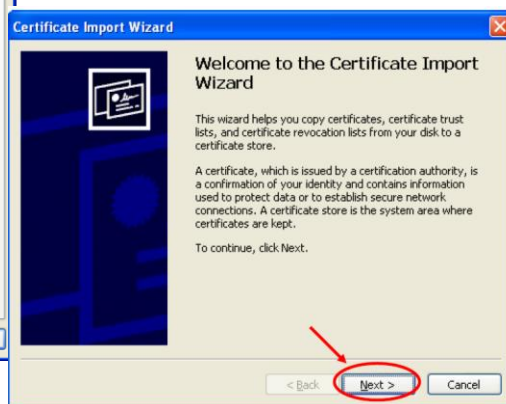 Certificate Import Wizard
Welcome to the Certificate Import
Wizard
This wizard helps you copy certificates, certificate trust
lists, and certificate revocation lists from your disk to a
certificate store.
A certificate, which is issued by a certification authority, is
a confirmation of your identity and contains information
used to protect data or to establish secure network
connections. A certificate store is the system area where
certificates are kept.
To continue, click Next.
< Back Next > Cancel